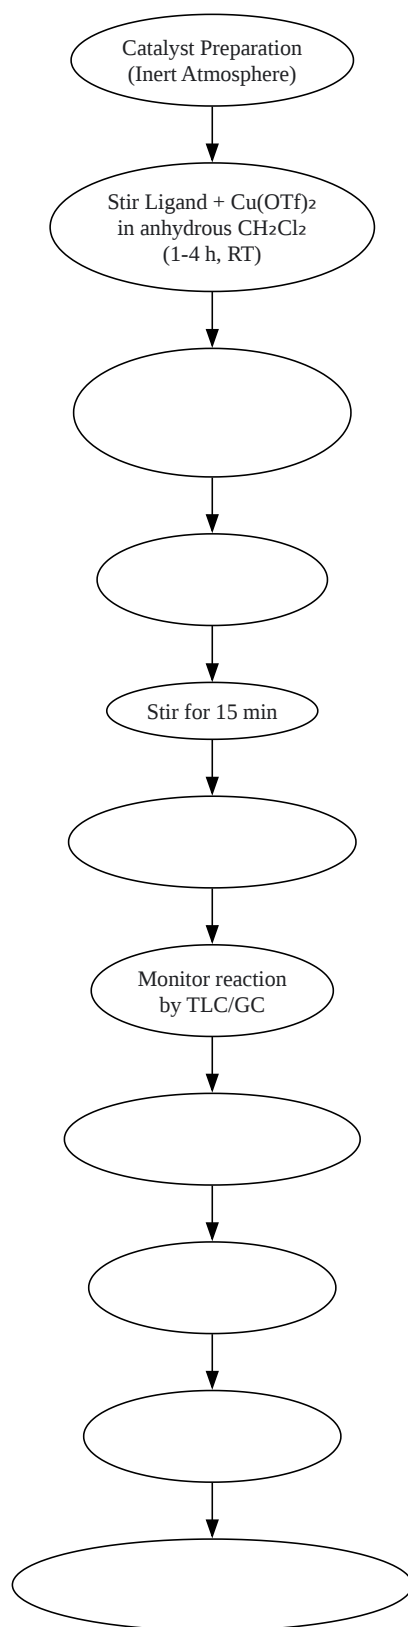 Catalyst Preparation
(Inert Atmosphere)
Stir Ligand + Cu(OTf)₂
in anhydrous CH₂Cl₂
(1-4 h, RT)
Stir for 15 min
Monitor reaction
by TLC/GC